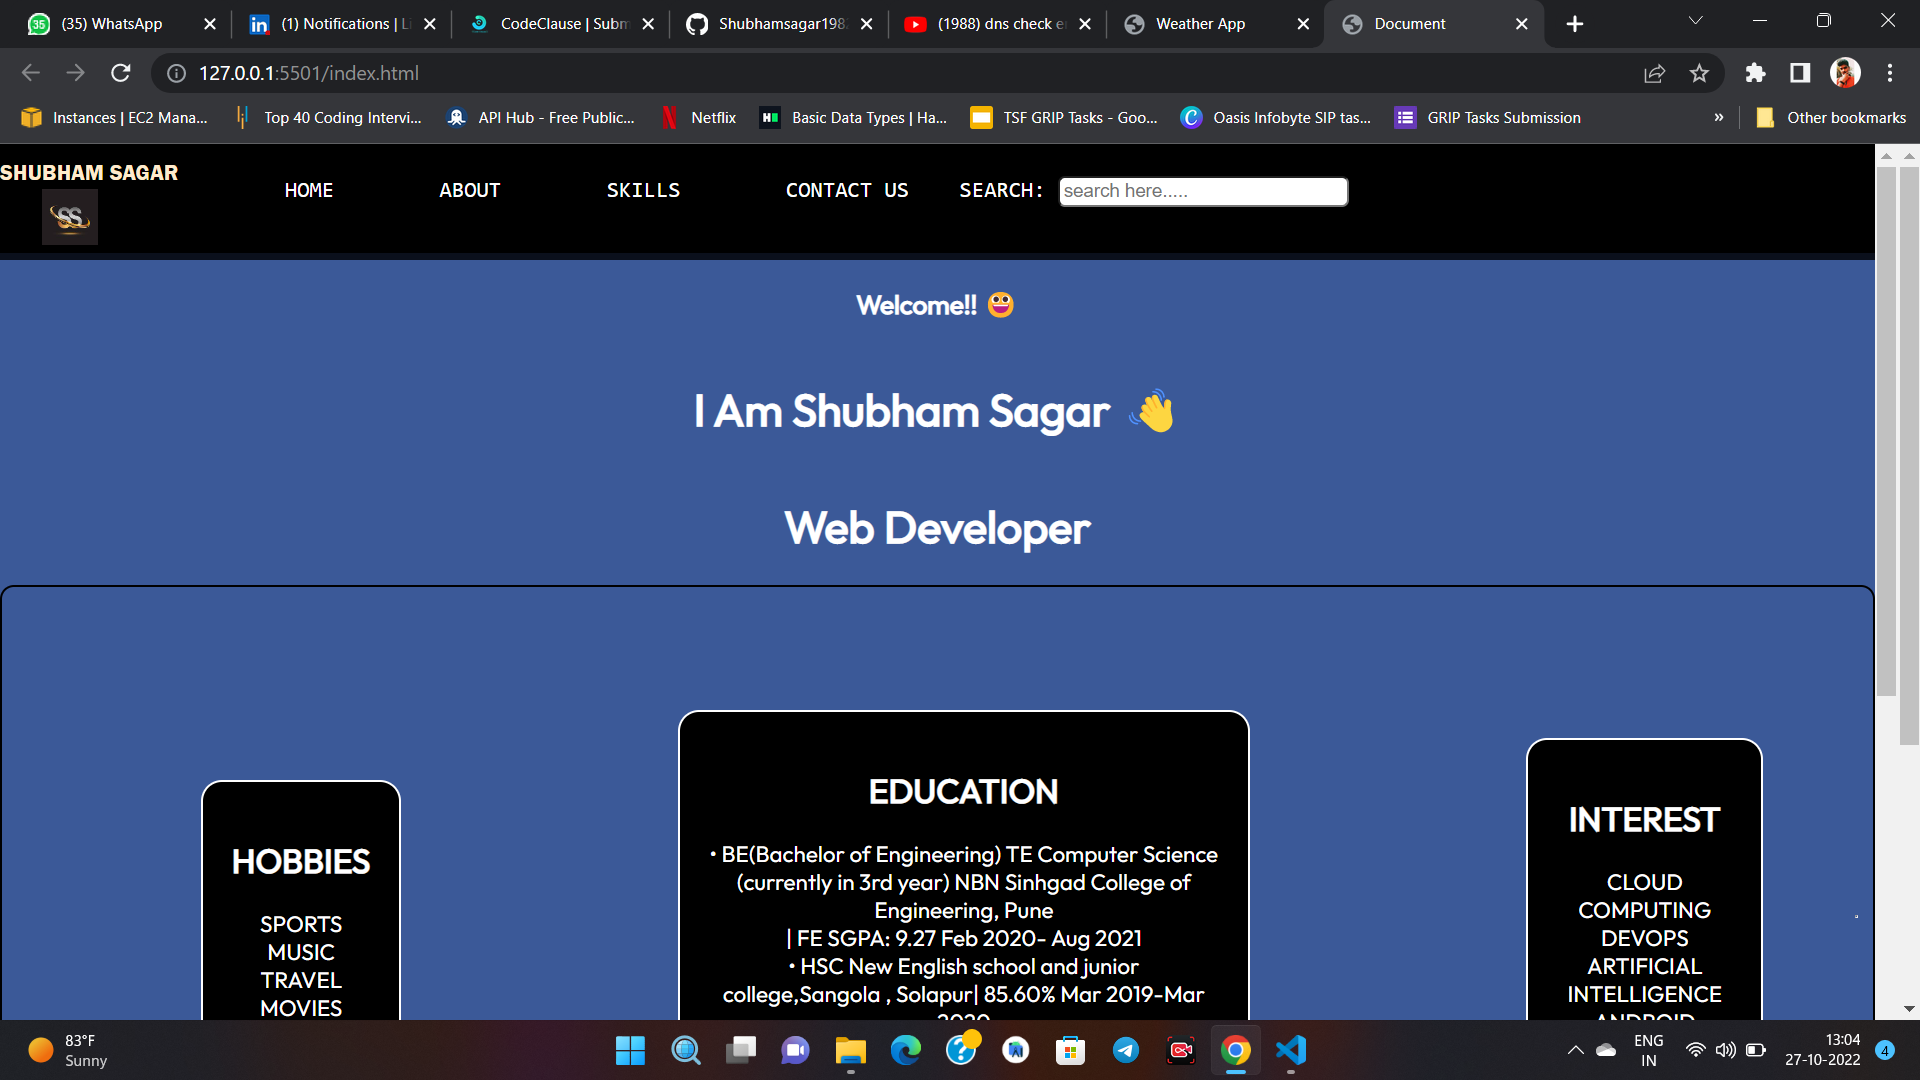 35
(35) WhatsApp
(1) Notifications | Li
CodeClause | Subm
Shubhamsagar198
(1988) dns check e
Weather App
Document
127.0.0.1:5501/index.html
Instances | EC2 Mana...
Top 40 Coding Intervi...
API Hub - Free Public...
Netflix
Basic Data Types | Ha...
TSF GRIP Tasks - Goo...
Oasis Infobyte SIP tas...
GRIP Tasks Submission
»
Other bookmarks
SHUBHAM SAGAR
SS
HOME
ABOUT
SKILLS
CONTACT US
SEARCH:
search here.....
Welcome!! 😀
I Am Shubham Sagar 👋
Web Developer
HOBBIES
SPORTS
MUSIC
TRAVEL
MOVIES
EDUCATION
• BE(Bachelor of Engineering) TE Computer Science
(currently in 3rd year) NBN Sinhgad College of
Engineering, Pune
| FE SGPA: 9.27 Feb 2020- Aug 2021
• HSC New English school and junior
college,Sangola , Solapur| 85.60% Mar 2019-Mar
2020
INTEREST
CLOUD
COMPUTING
DEVOPS
ARTIFICIAL
INTELLIGENCE
ANDROID
83°F
Sunny
ENG
IN
13:04
27-10-2022
4